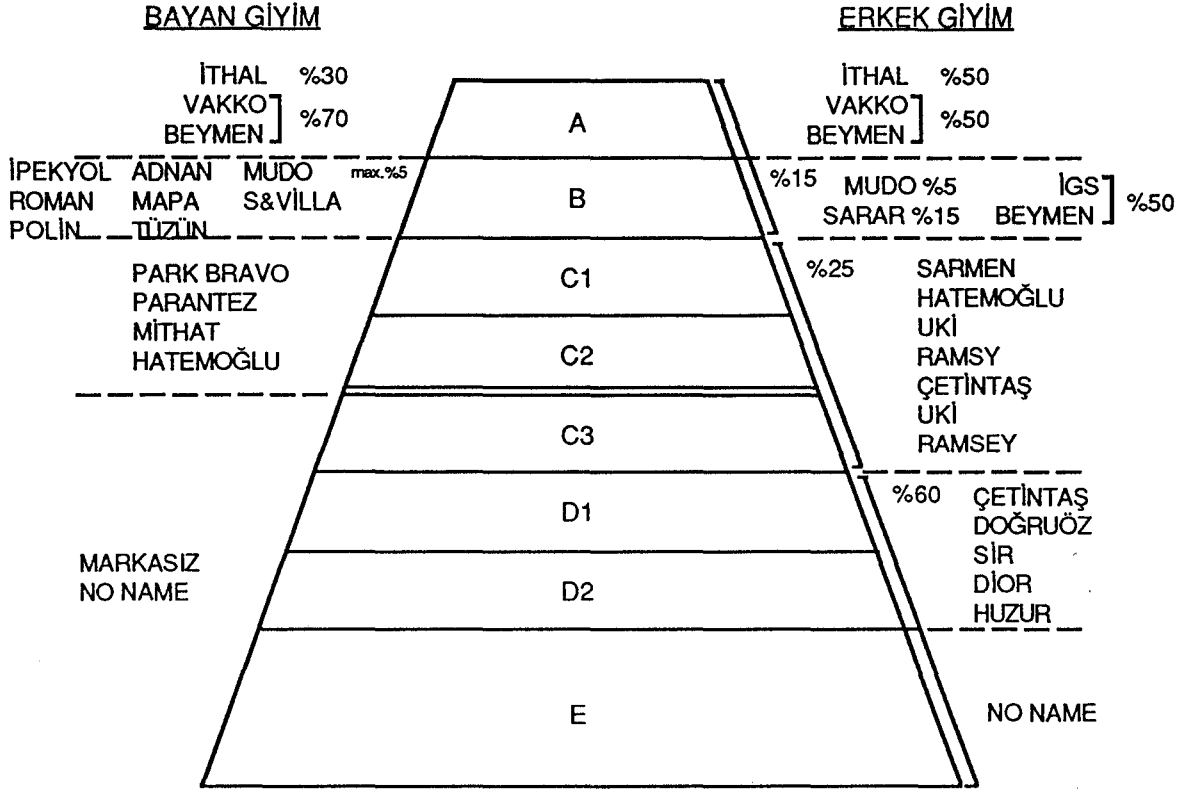 BAYAN GİYİM
ERKEK GİYİM
İTHAL %30
VAKKO
BEYMEN
%70
A
İTHAL %50
VAKKO
BEYMEN
%50
İPEKYOL ADNAN MUDO max.%5
ROMAN MAPA S&VİLLA
POLİN TÜZÜN
B
%15
MUDO %5 İGS
SARAR %15 BEYMEN
%50
PARK BRAVO
PARANTEZ
MİTHAT
HATEMOĞLU
C1
C2
C3
%25
SARMEN
HATEMOĞLU
UKİ
RAMSY
ÇETİNTAŞ
UKİ
RAMSEY
MARKASIZ
NO NAME
D1
D2
%60
ÇETİNTAŞ
DOĞRUÖZ
SİR
DİOR
HUZUR
E
NO NAME